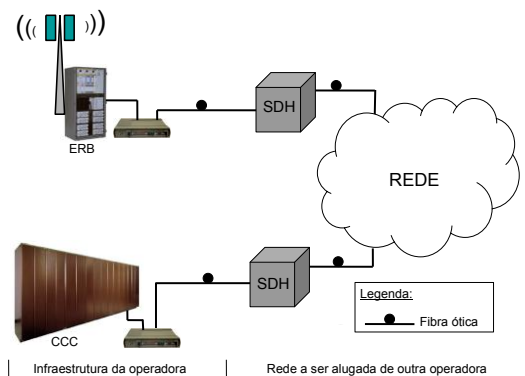 SDH
ERB
REDE
SDH
CCC
Legenda:
Fibra ótica
Infraestrutura da operadora
Rede a ser alugada de outra operadora